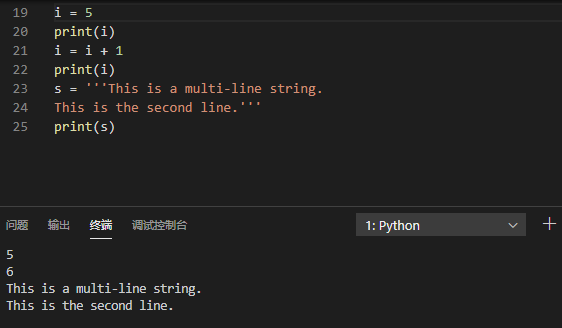 19 i = 5
20 print(i)
21 i = i + 1
22 print(i)
23 s = '''This is a multi-line string.
24 This is the second line.'''
25 print(s)
问题 输出 终端 调试控制台 1: Python
5
6
This is a multi-line string.
This is the second line.